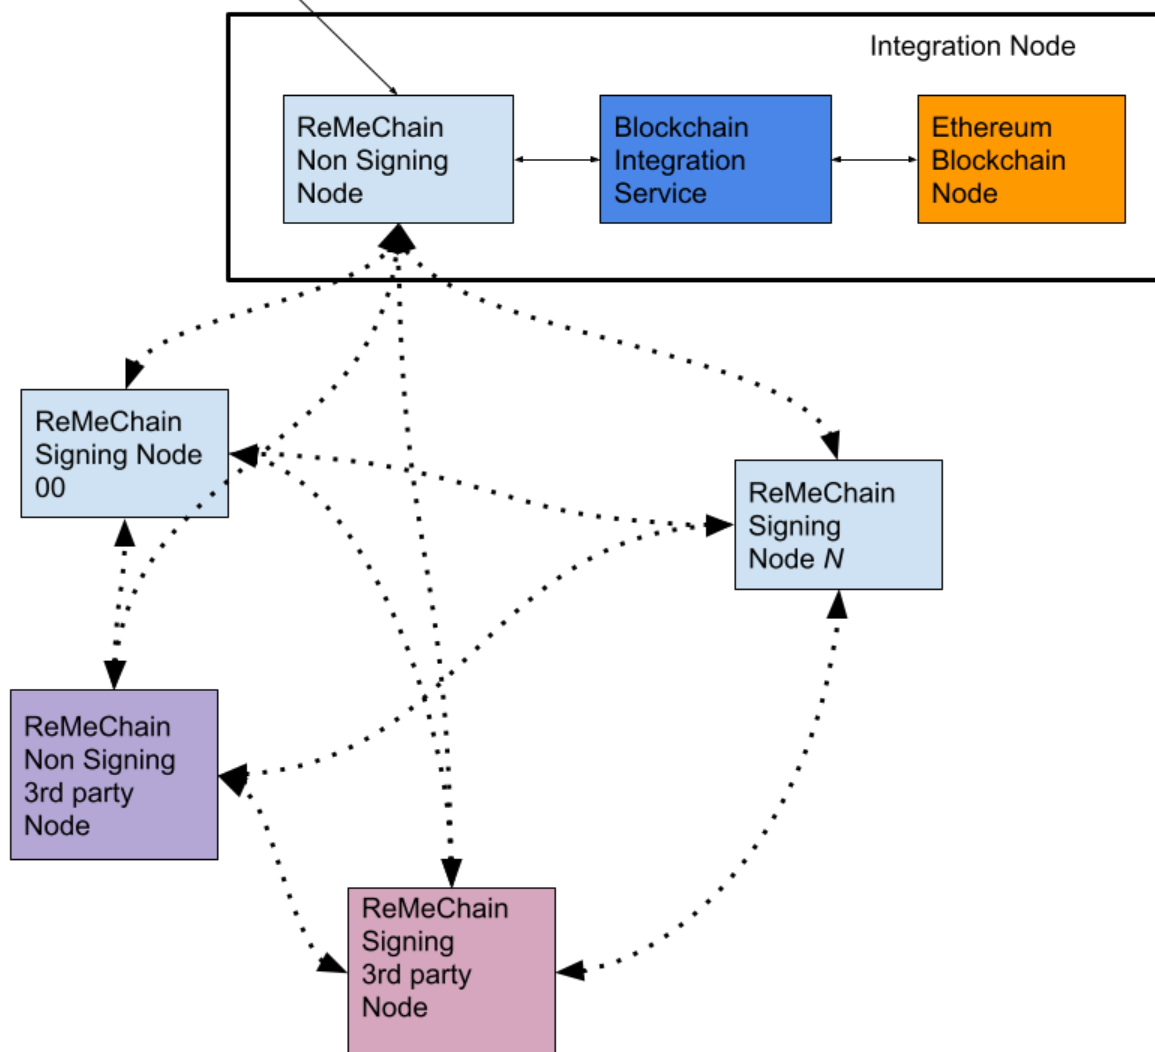 Integration Node
ReMeChain
Non Signing
Node
Blockchain
Integration
Service
Ethereum
Blockchain
Node
ReMeChain
Signing Node
00
ReMeChain
Signing
Node N
ReMeChain
Non Signing
3rd party
Node
ReMeChain
Signing
3rd party
Node